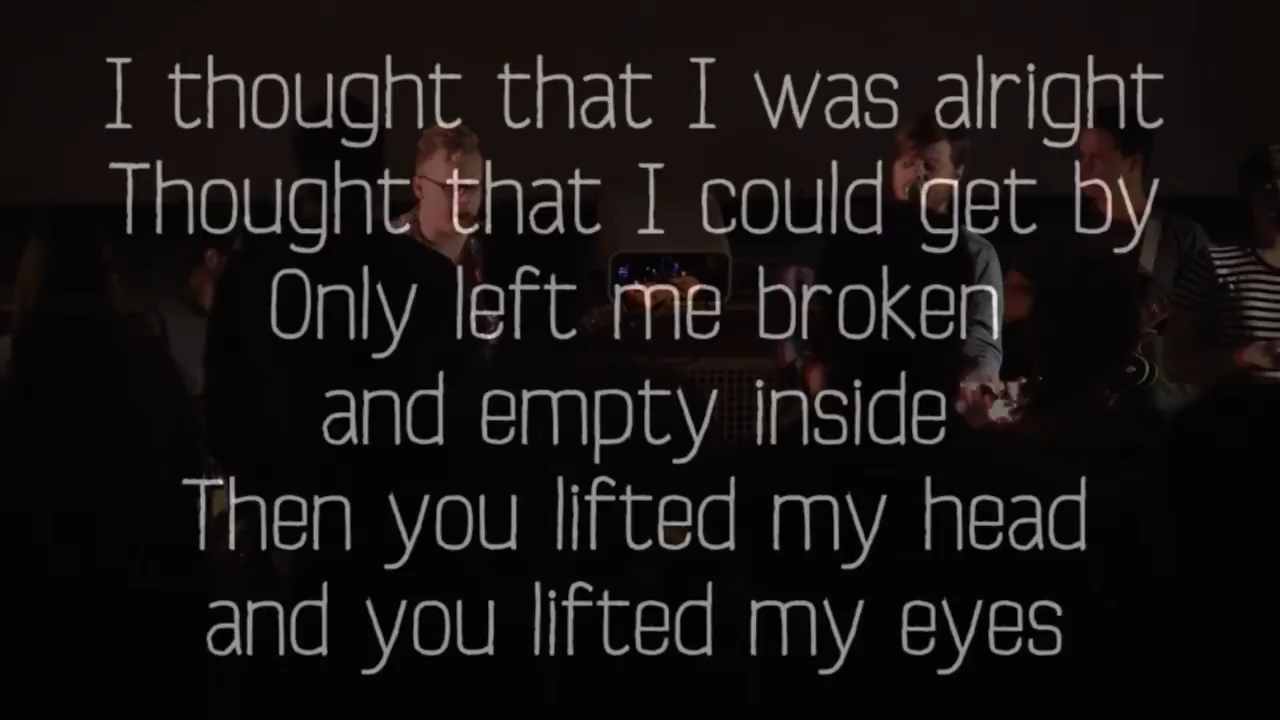 I thought that I was alright
Thought that I could get by
Only left me broken
and empty inside
Then you lifted my head
and you lifted my eyes